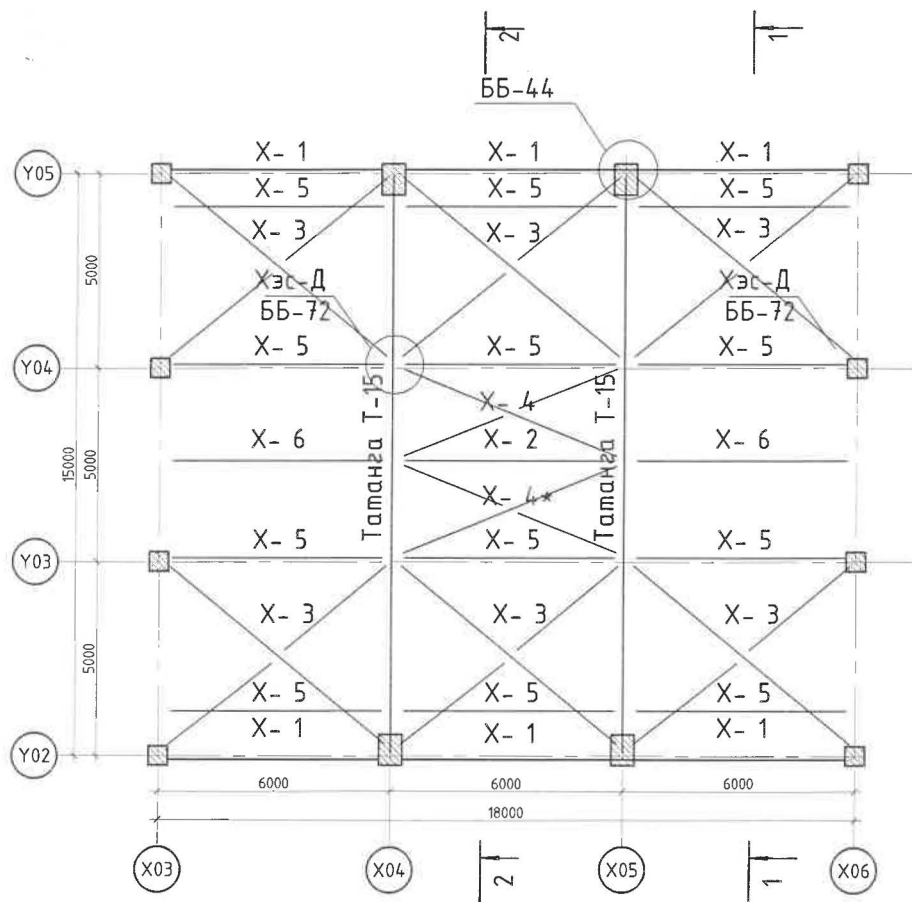 2
1
ББ-44
Y05
Х- 1
Х- 1
Х- 1
Х- 5
Х- 5
Х- 5
Х- 3
Х- 3
Х- 3
5000
Хэс-Д
ББ-72
Хэс-Д
ББ-72
Y04
Х- 5
Х- 5
Х- 5
Татанга Т-15
Татанга Т-15
Х- 4
15000
5000
Х- 6
Х- 2
Х- 6
Х- 4*
Y03
Х- 5
Х- 5
Х- 5
5000
Х- 3
Х- 3
Х- 3
Х- 5
Х- 5
Х- 5
Y02
Х- 1
Х- 1
Х- 1
6000
6000
6000
18000
X03
X04
2
X05
1
X06